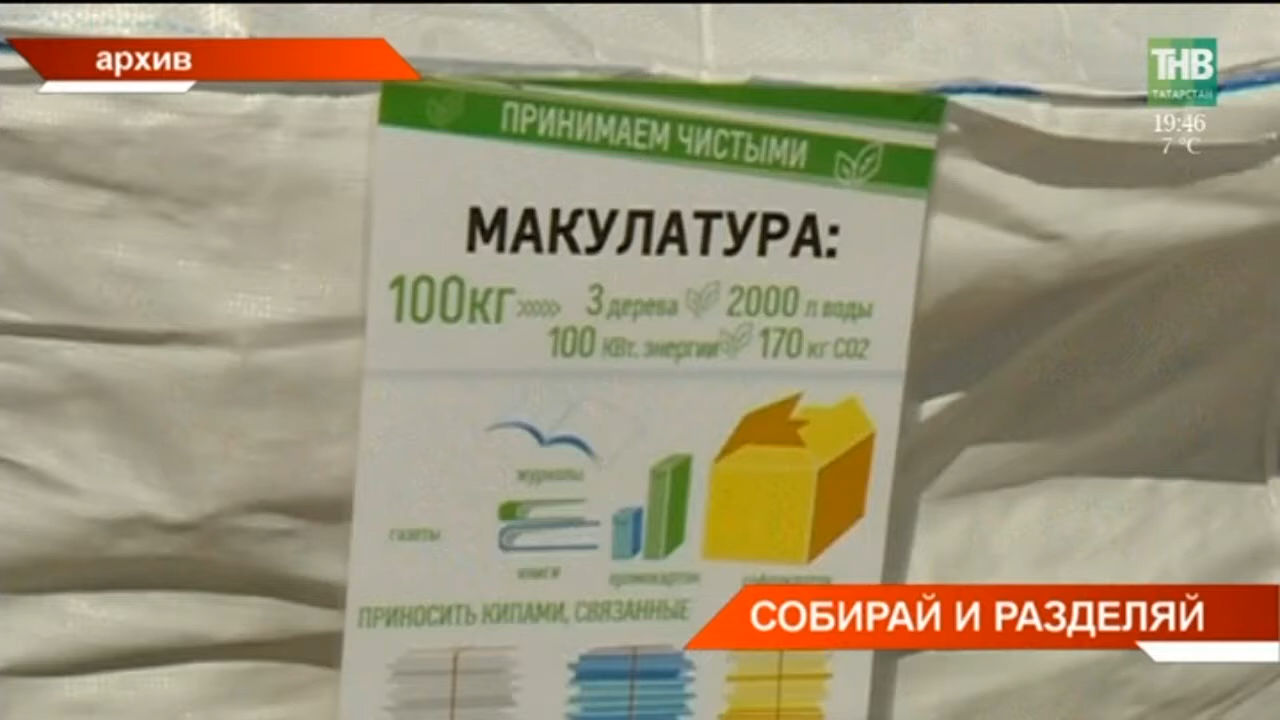 архив
ТНВ
ТАТАРСТАН
19:46
7 °C
ПРИНИМАЕМ ЧИСТЫМИ
МАКУЛАТУРА:
100кг »»» 3 дерева 2000 л воды
100 КВт. энергии 170 кг СО2
журналы
газеты
книги
ПРИНОСИТЬ КИПАМИ, СВЯЗАННЫЕ
СОБИРАЙ И РАЗДЕЛЯЙ